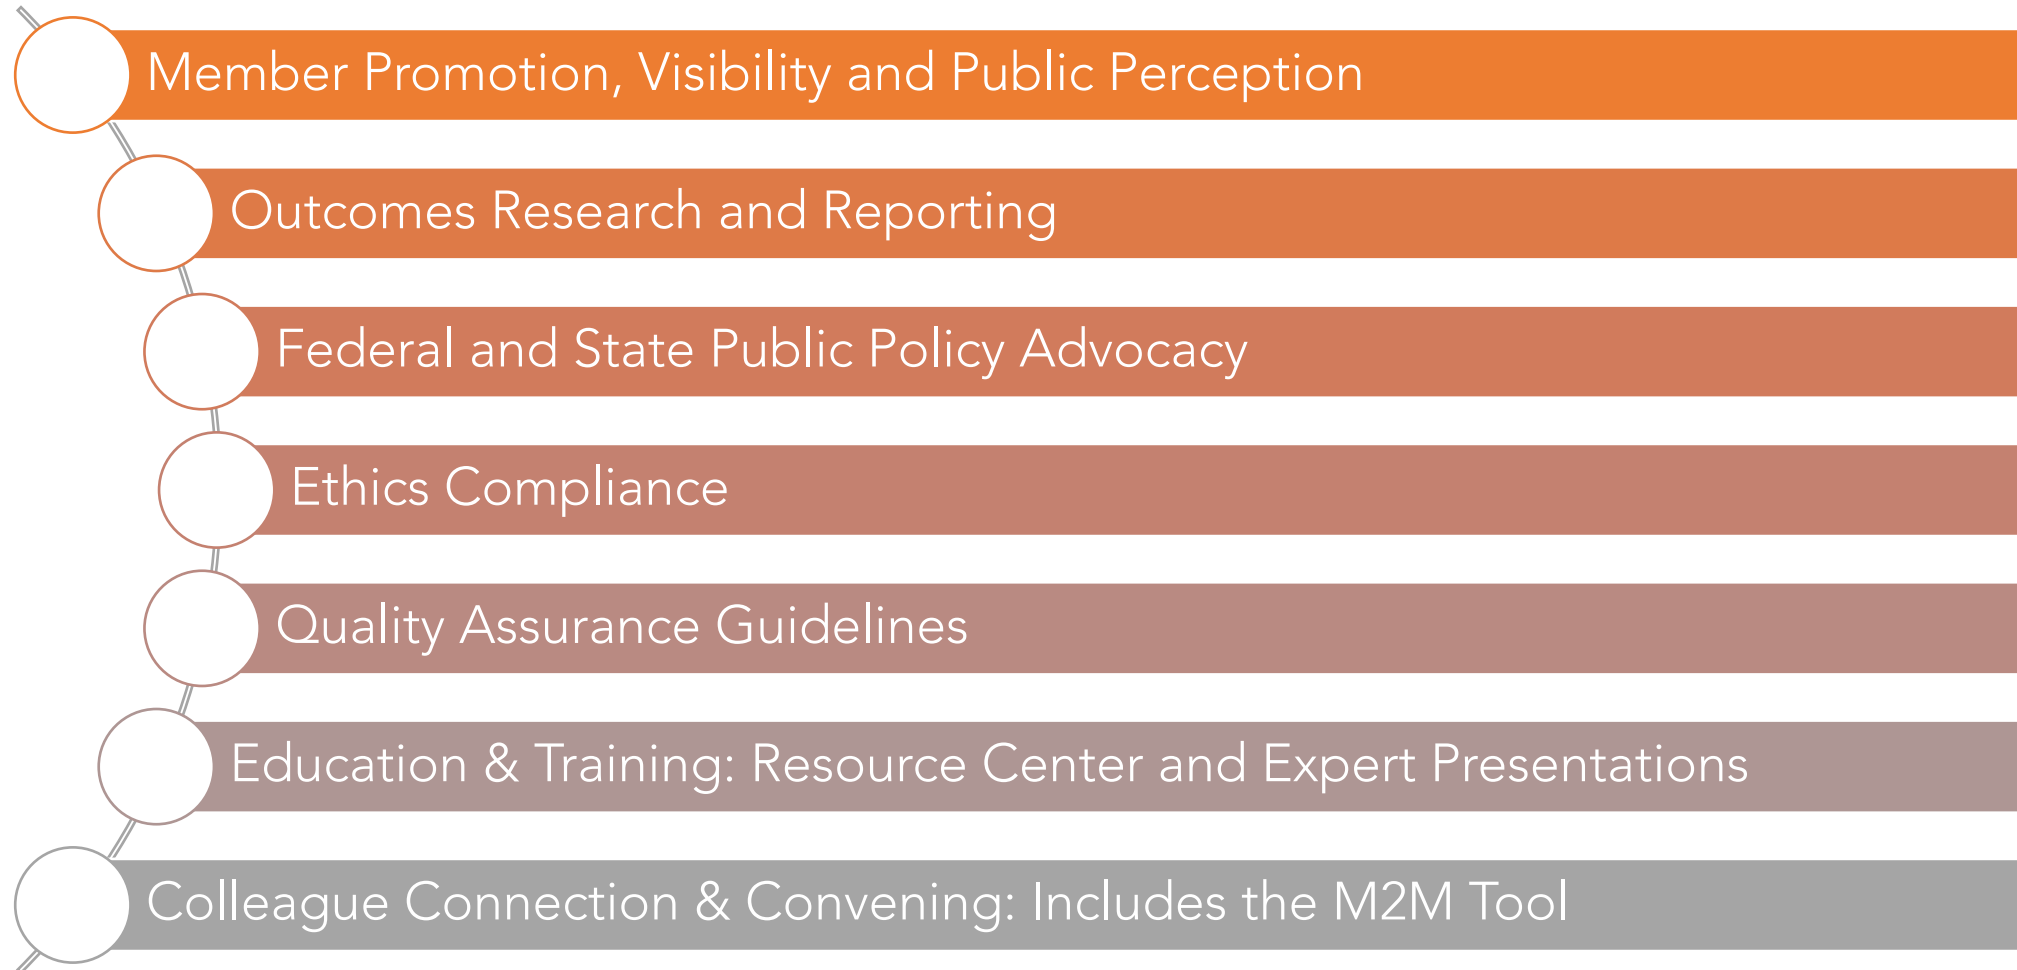 Member Promotion, Visibility and Public Perception
Outcomes Research and Reporting
Federal and State Public Policy Advocacy
Ethics Compliance
Quality Assurance Guidelines
Education & Training: Resource Center and Expert Presentations
Colleague Connection & Convening: Includes the M2M Tool